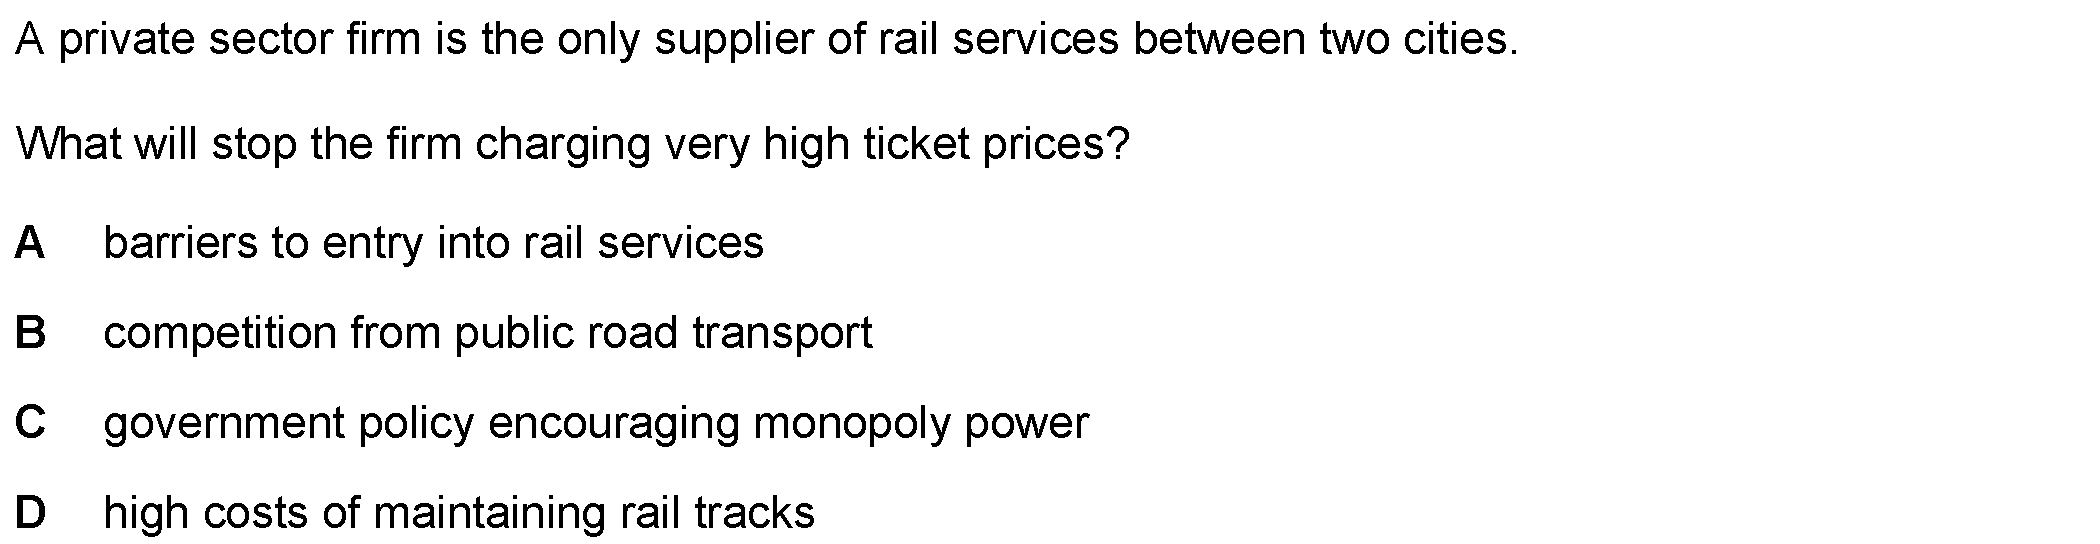 A private sector firm is the only supplier of rail services between two cities.
What will stop the firm charging very high ticket prices?
A barriers to entry into rail services
B competition from public road transport
C government policy encouraging monopoly power
D high costs of maintaining rail tracks